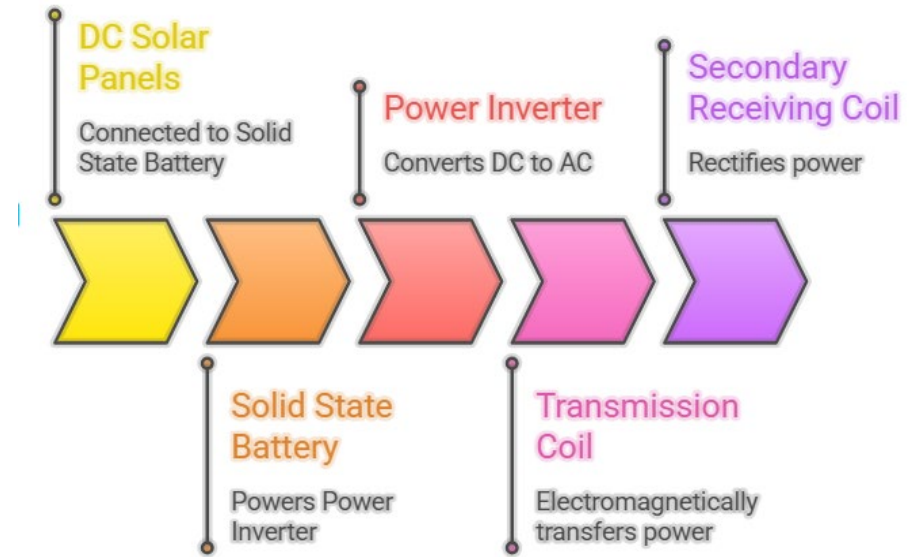 DC Solar
Panels
Connected to Solid
State Battery
Solid State
Battery
Powers Power
Inverter
Power Inverter
Converts DC to AC
Transmission
Coil
Electromagnetically
transfers power
Secondary
Receiving Coil
Rectifies power